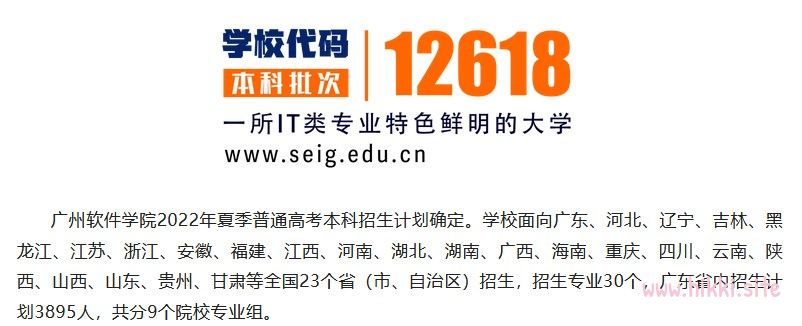 学校代码
本科批次
12618
一所IT类专业特色鲜明的大学
www.seig.edu.cn
广州软件学院2022年夏季普通高考本科招生计划确定。学校面向广东、河北、辽宁、吉林、黑
龙江、江苏、浙江、安徽、福建、江西、河南、湖北、湖南、广西、海南、重庆、四川、云南、陕
西、山西、山东、贵州、甘肃等全国23个省（市、自治区）招生，招生专业30个，广东省内招生计
划3895人，共分9个院校专业组。
www.hikki.site